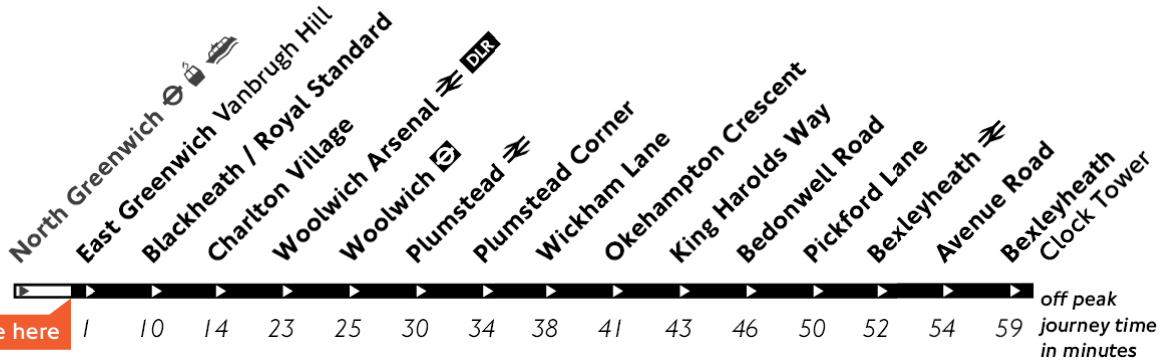 North Greenwich
East Greenwich Vanbrugh Hill
Blackheath / Royal Standard
Charlton Village
Woolwich Arsenal DLR
Woolwich
Plumstead
Plumstead Corner
Wickham Lane
Okehampton Crescent
King Harolds Way
Bedonwell Road
Pickford Lane
Bexleyheath
Avenue Road
Bexleyheath
Clock Tower
e here
1 10 14 23 25 30 34 38 41 43 46 50 52 54 59
off peak
journey time
in minutes